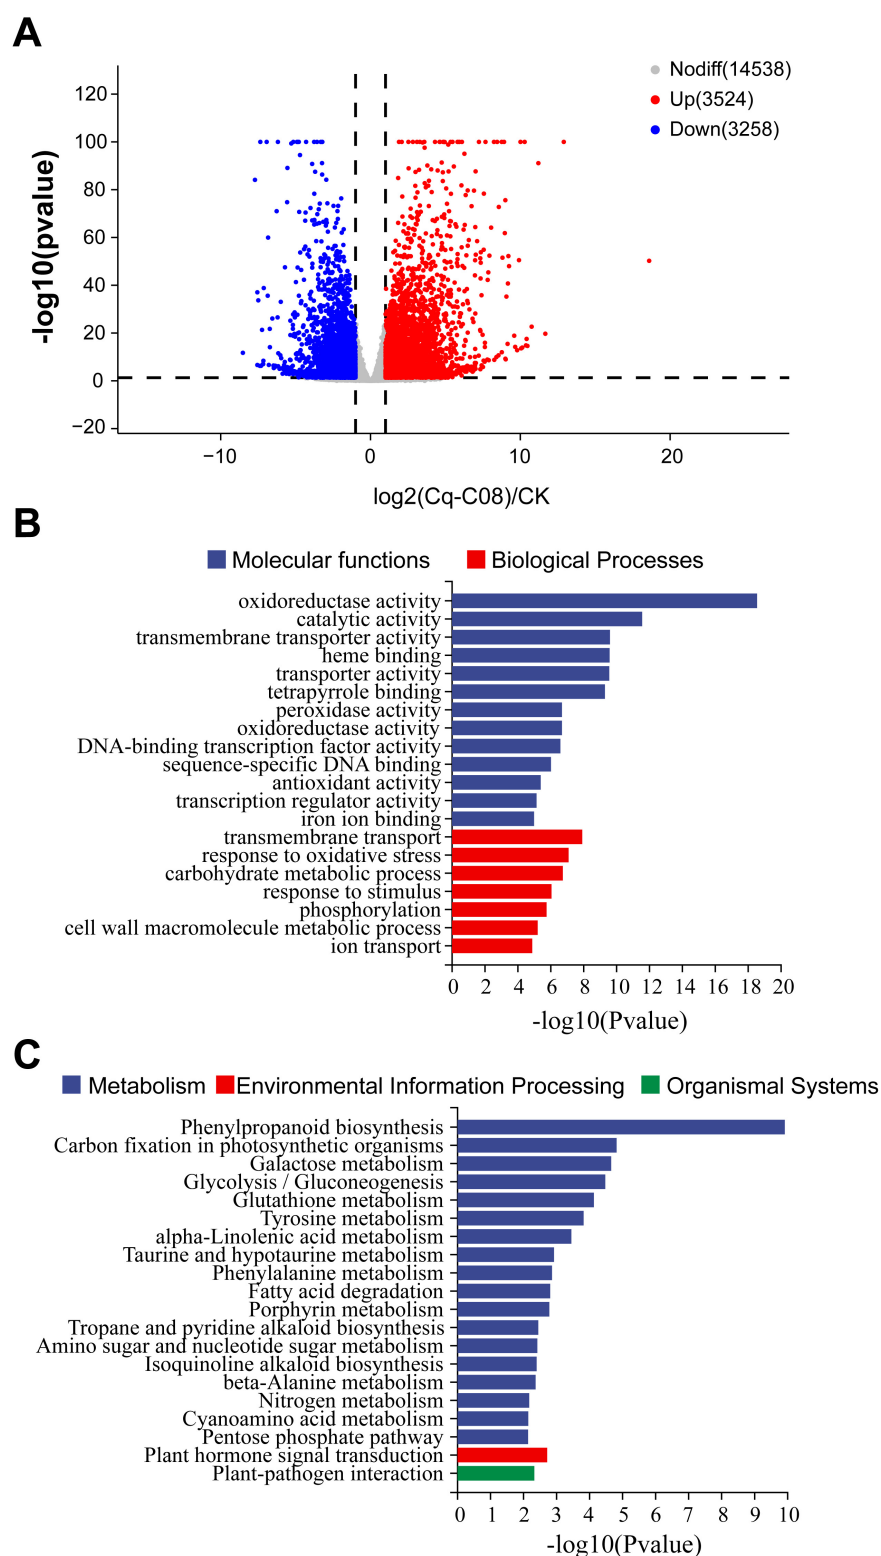 A
Nodiff(14538)
Up(3524)
Down(3258)
120
100
80
60
40
20
0
−20
-log10(pvalue)
−10 0 10 20
log2(Cq-C08)/CK
B
Molecular functions Biological Processes
oxidoreductase activity
catalytic activity
transmembrane transporter activity
heme binding
transporter activity
tetrapyrrole binding
peroxidase activity
oxidoreductase activity
DNA-binding transcription factor activity
sequence-specific DNA binding
antioxidant activity
transcription regulator activity
iron ion binding
transmembrane transport
response to oxidative stress
carbohydrate metabolic process
response to stimulus
phosphorylation
cell wall macromolecule metabolic process
ion transport
0 2 4 6 8 10 12 14 16 18 20
-log10(Pvalue)
C
Metabolism Environmental Information Processing Organismal Systems
Phenylpropanoid biosynthesis
Carbon fixation in photosynthetic organisms
Galactose metabolism
Glycolysis / Gluconeogenesis
Glutathione metabolism
Tyrosine metabolism
alpha-Linolenic acid metabolism
Taurine and hypotaurine metabolism
Phenylalanine metabolism
Fatty acid degradation
Porphyrin metabolism
Tropane and pyridine alkaloid biosynthesis
Amino sugar and nucleotide sugar metabolism
Isoquinoline alkaloid biosynthesis
beta-Alanine metabolism
Nitrogen metabolism
Cyanoamino acid metabolism
Pentose phosphate pathway
Plant hormone signal transduction
Plant-pathogen interaction
0 1 2 3 4 5 6 7 8 9 10
-log10(Pvalue)